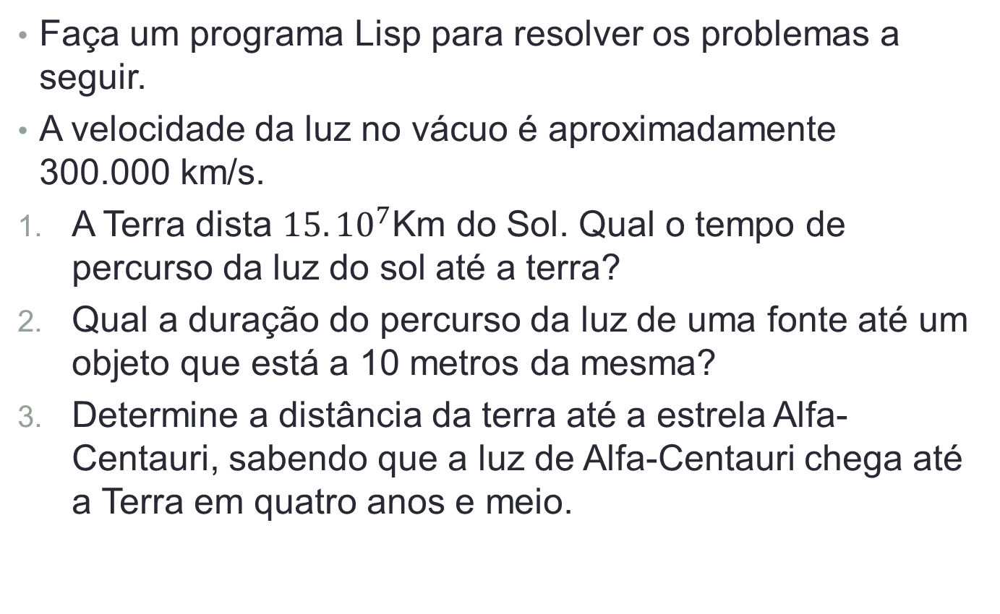 • Faça um programa Lisp para resolver os problemas a
seguir.
• A velocidade da luz no vácuo é aproximadamente
300.000 km/s.
1. A Terra dista 15. 10⁷Km do Sol. Qual o tempo de
percurso da luz do sol até a terra?
2. Qual a duração do percurso da luz de uma fonte até um
objeto que está a 10 metros da mesma?
3. Determine a distância da terra até a estrela Alfa-
Centauri, sabendo que a luz de Alfa-Centauri chega até
a Terra em quatro anos e meio.